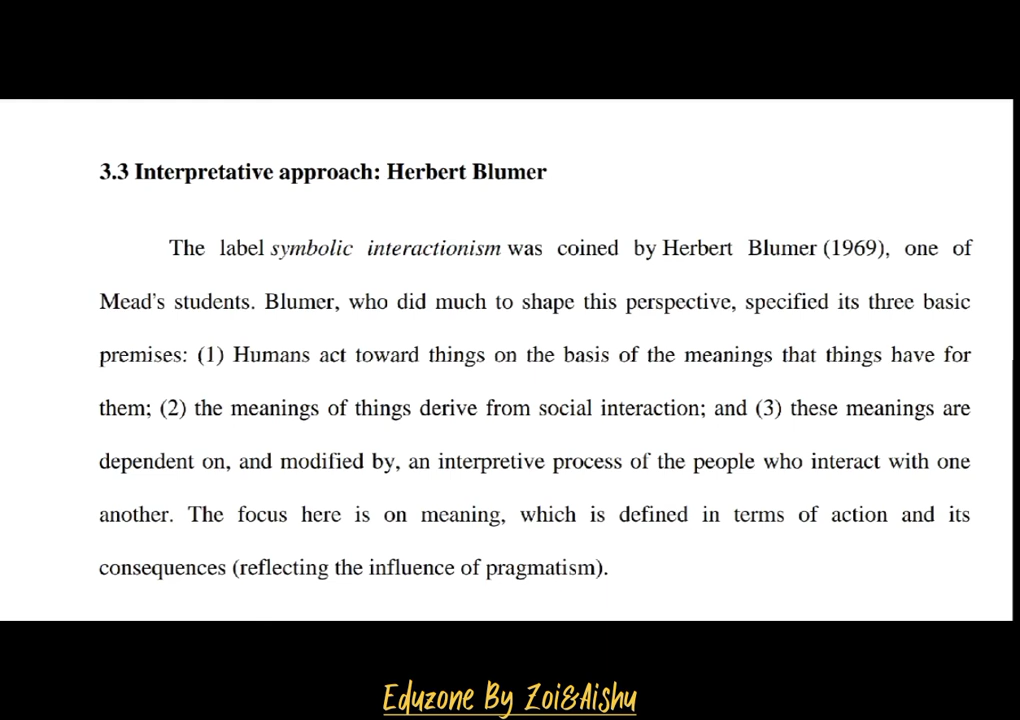 3.3 Interpretative approach: Herbert Blumer
The label symbolic interactionism was coined by Herbert Blumer (1969), one of
Mead's students. Blumer, who did much to shape this perspective, specified its three basic
premises: (1) Humans act toward things on the basis of the meanings that things have for
them; (2) the meanings of things derive from social interaction; and (3) these meanings are
dependent on, and modified by, an interpretive process of the people who interact with one
another. The focus here is on meaning, which is defined in terms of action and its
consequences (reflecting the influence of pragmatism).
Eduzone By Zoi&Aishu